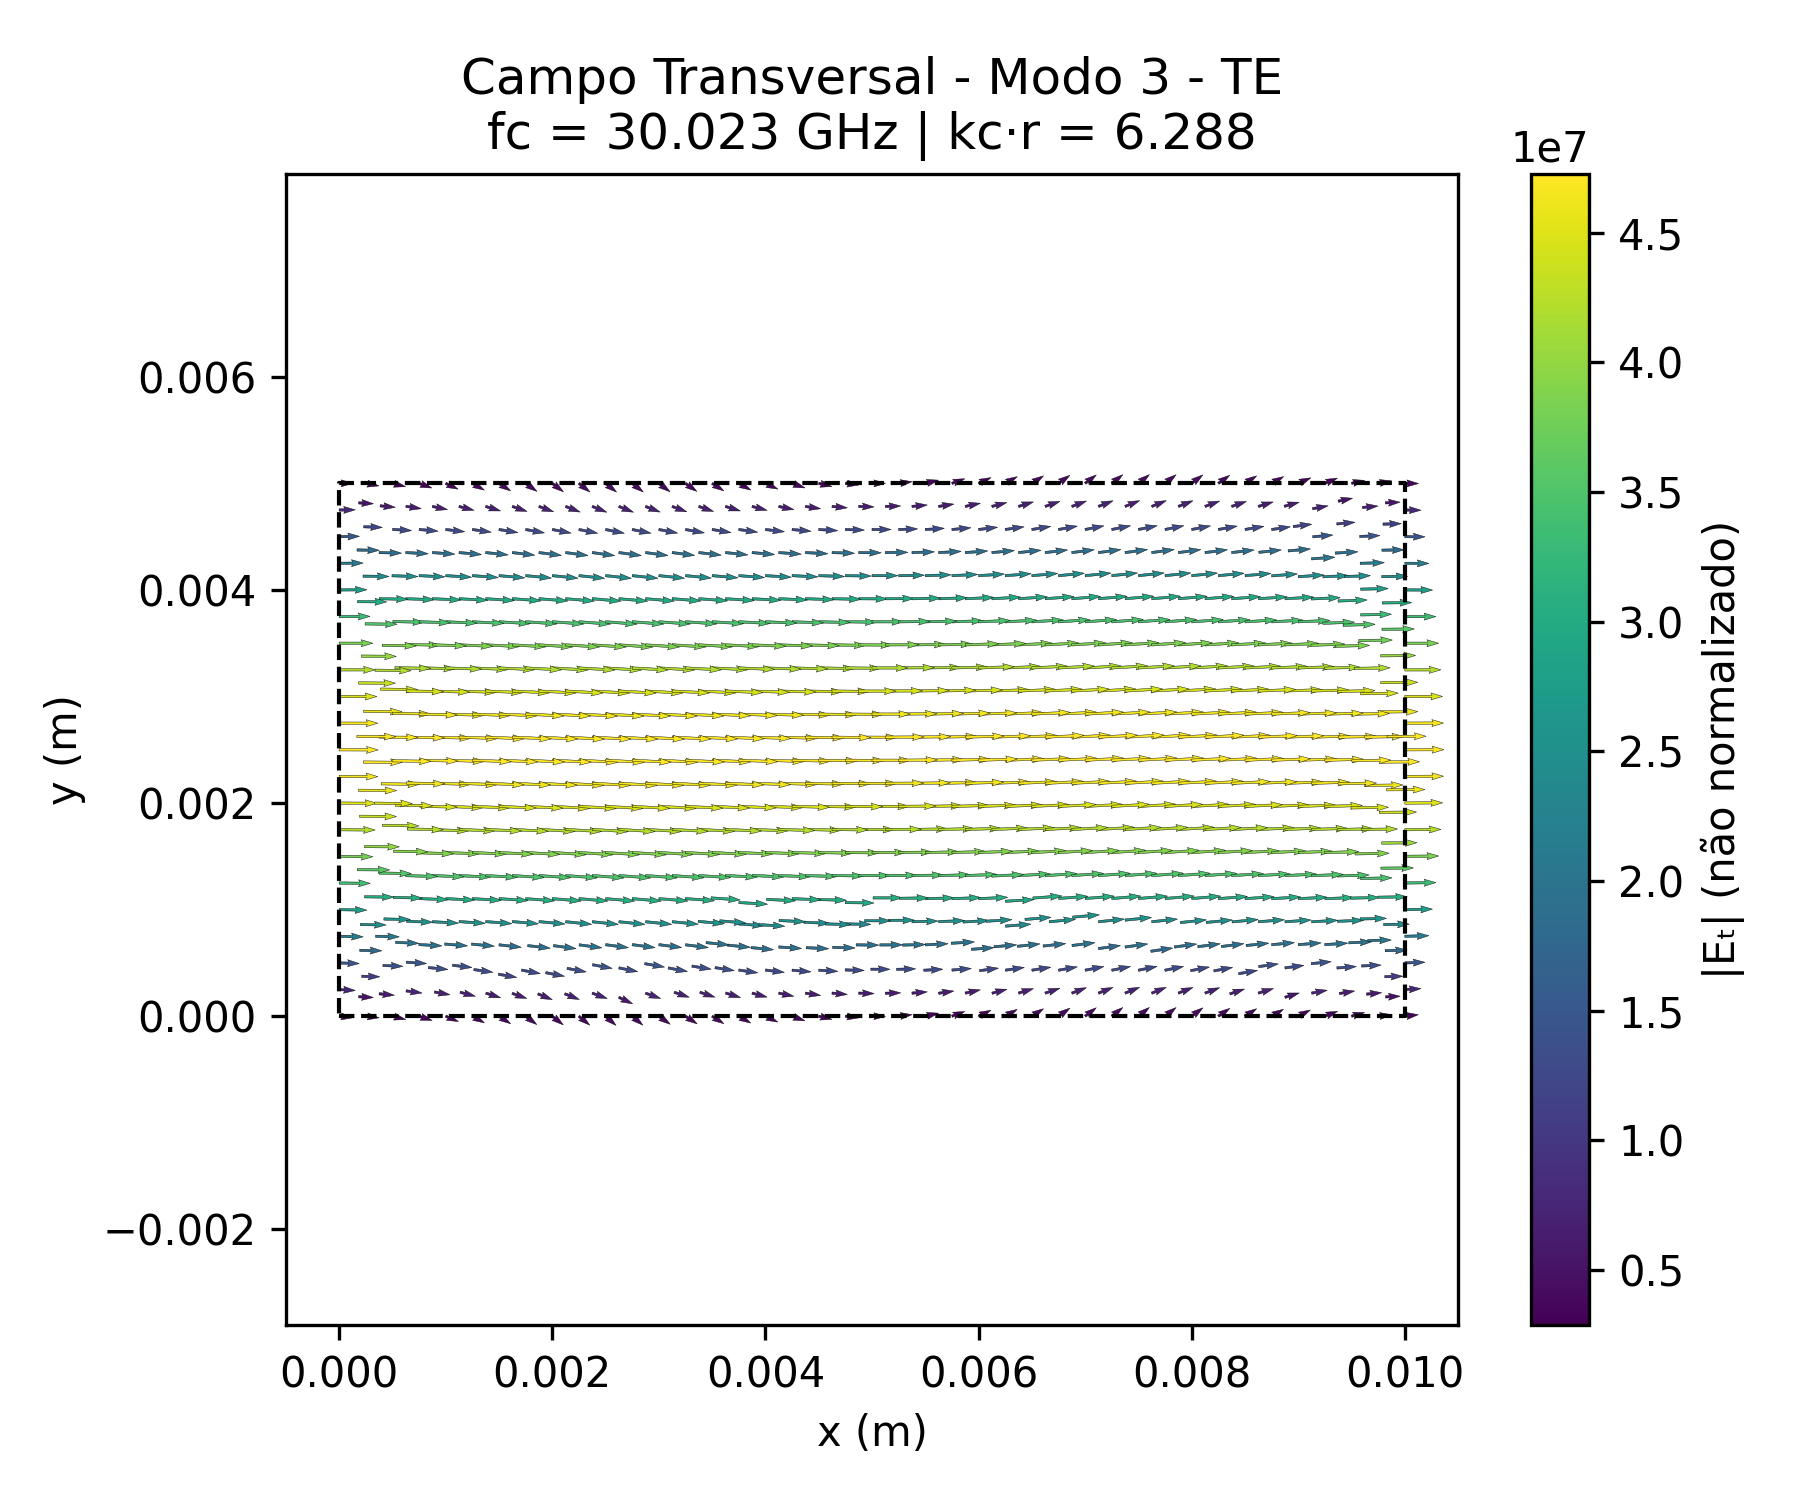 Campo Transversal - Modo 3 - TE
fc = 30.023 GHz | kc·r = 6.288
1e7
4.5
4.0
3.5
3.0
2.5
2.0
1.5
1.0
0.5
|Eₜ| (não normalizado)
0.006
0.004
0.002
0.000
−0.002
y (m)
0.000 0.002 0.004 0.006 0.008 0.010
x (m)